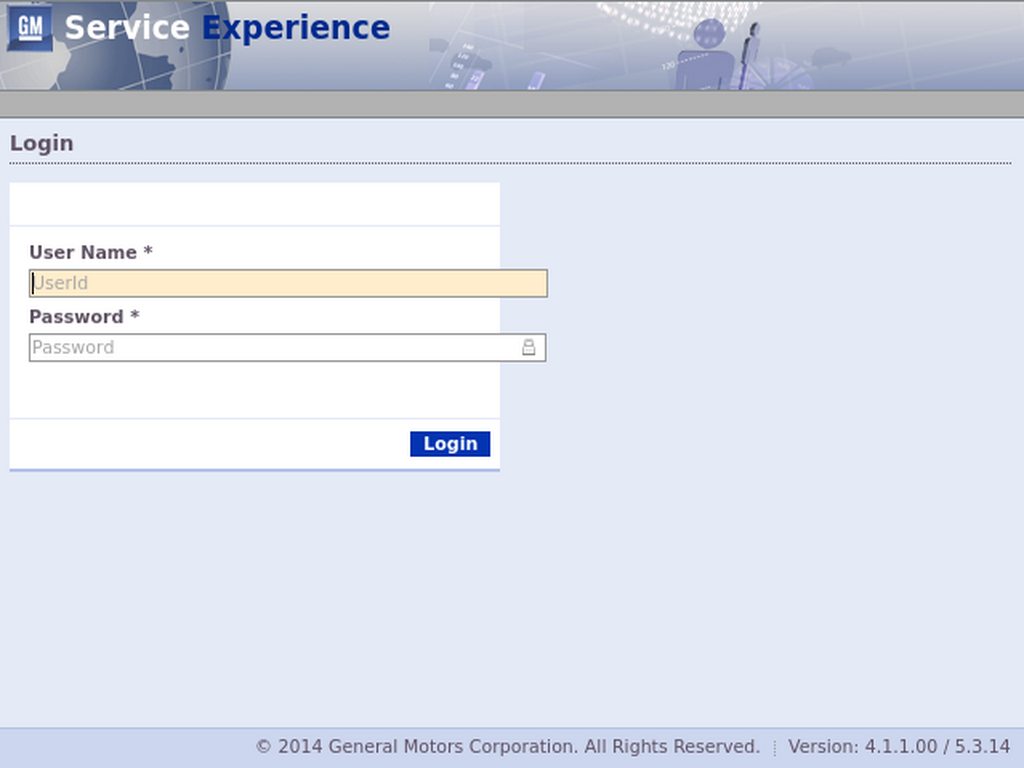 GM Service Experience
Login
User Name *
UserId
Password *
Password
Login
© 2014 General Motors Corporation. All Rights Reserved. Version: 4.1.1.00 / 5.3.14